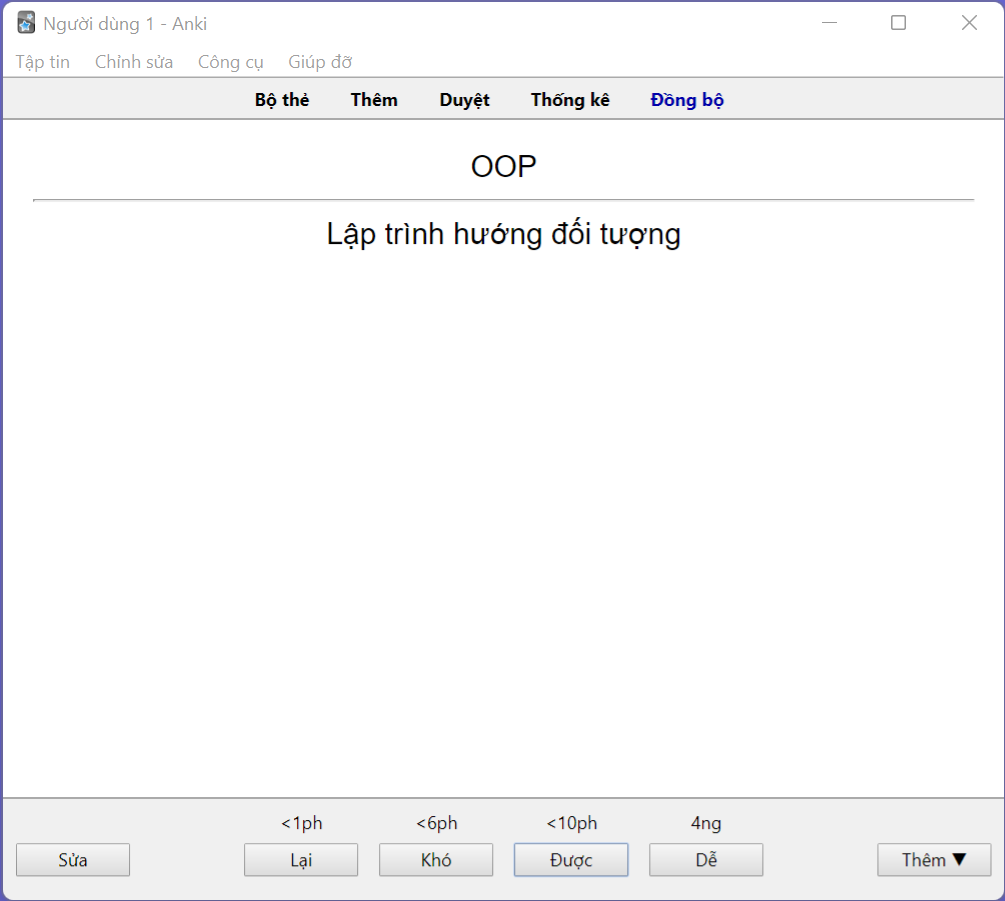 Người dùng 1 - Anki
Tập tin Chỉnh sửa Công cụ Giúp đỡ
Bộ thẻ Thêm Duyệt Thống kê Đồng bộ
OOP
Lập trình hướng đối tượng
<1ph <6ph <10ph 4ng
Sửa Lại Khó Được Dễ Thêm ▼